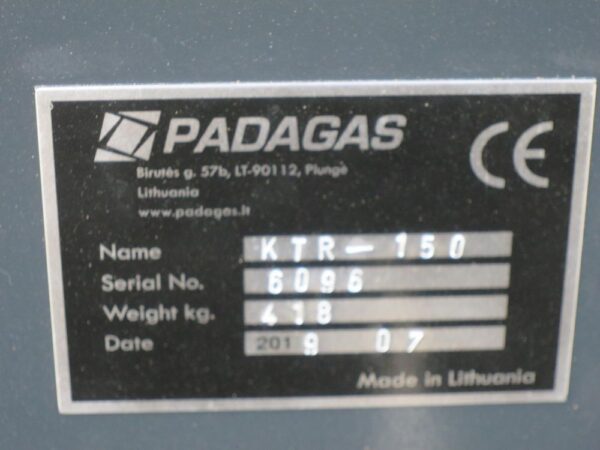 PADAGAS
CE
Birutės g. 57b, LT-90112, Plungė
Lithuania
www.padagas.lt
Name KTR-150
Serial No. 6096
Weight kg. 418
Date 2019 07
Made in Lithuania